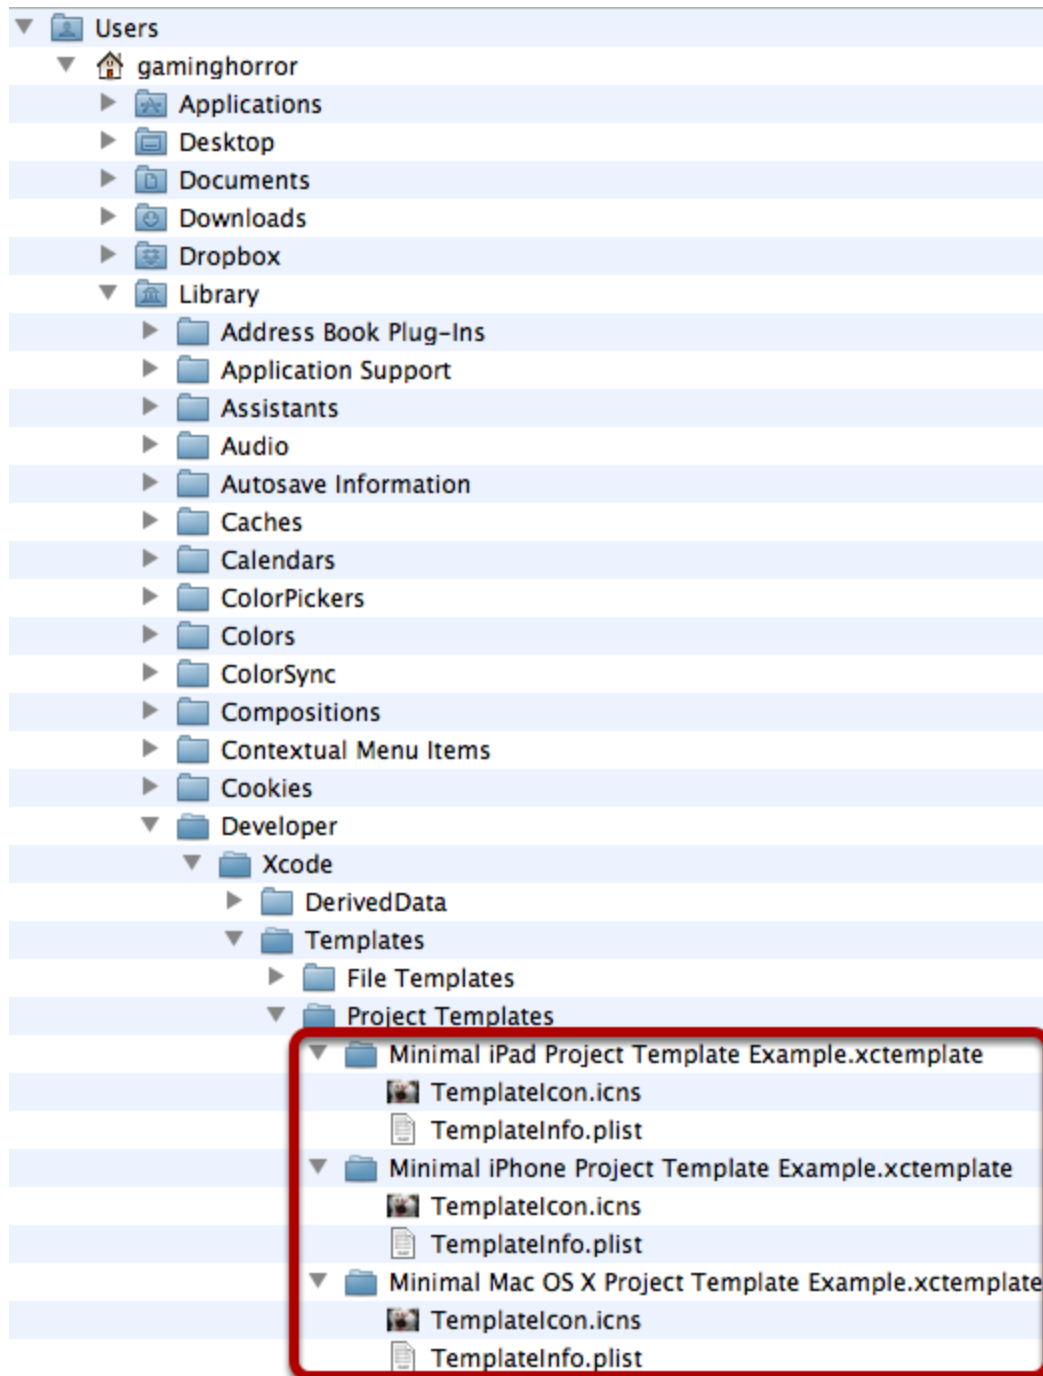 Users
gaminghorror
Applications
Desktop
Documents
Downloads
Dropbox
Library
Address Book Plug-Ins
Application Support
Assistants
Audio
Autosave Information
Caches
Calendars
ColorPickers
Colors
ColorSync
Compositions
Contextual Menu Items
Cookies
Developer
Xcode
DerivedData
Templates
File Templates
Project Templates
Minimal iPad Project Template Example.xctemplate
TemplateIcon.icns
TemplateInfo.plist
Minimal iPhone Project Template Example.xctemplate
TemplateIcon.icns
TemplateInfo.plist
Minimal Mac OS X Project Template Example.xctemplate
TemplateIcon.icns
TemplateInfo.plist